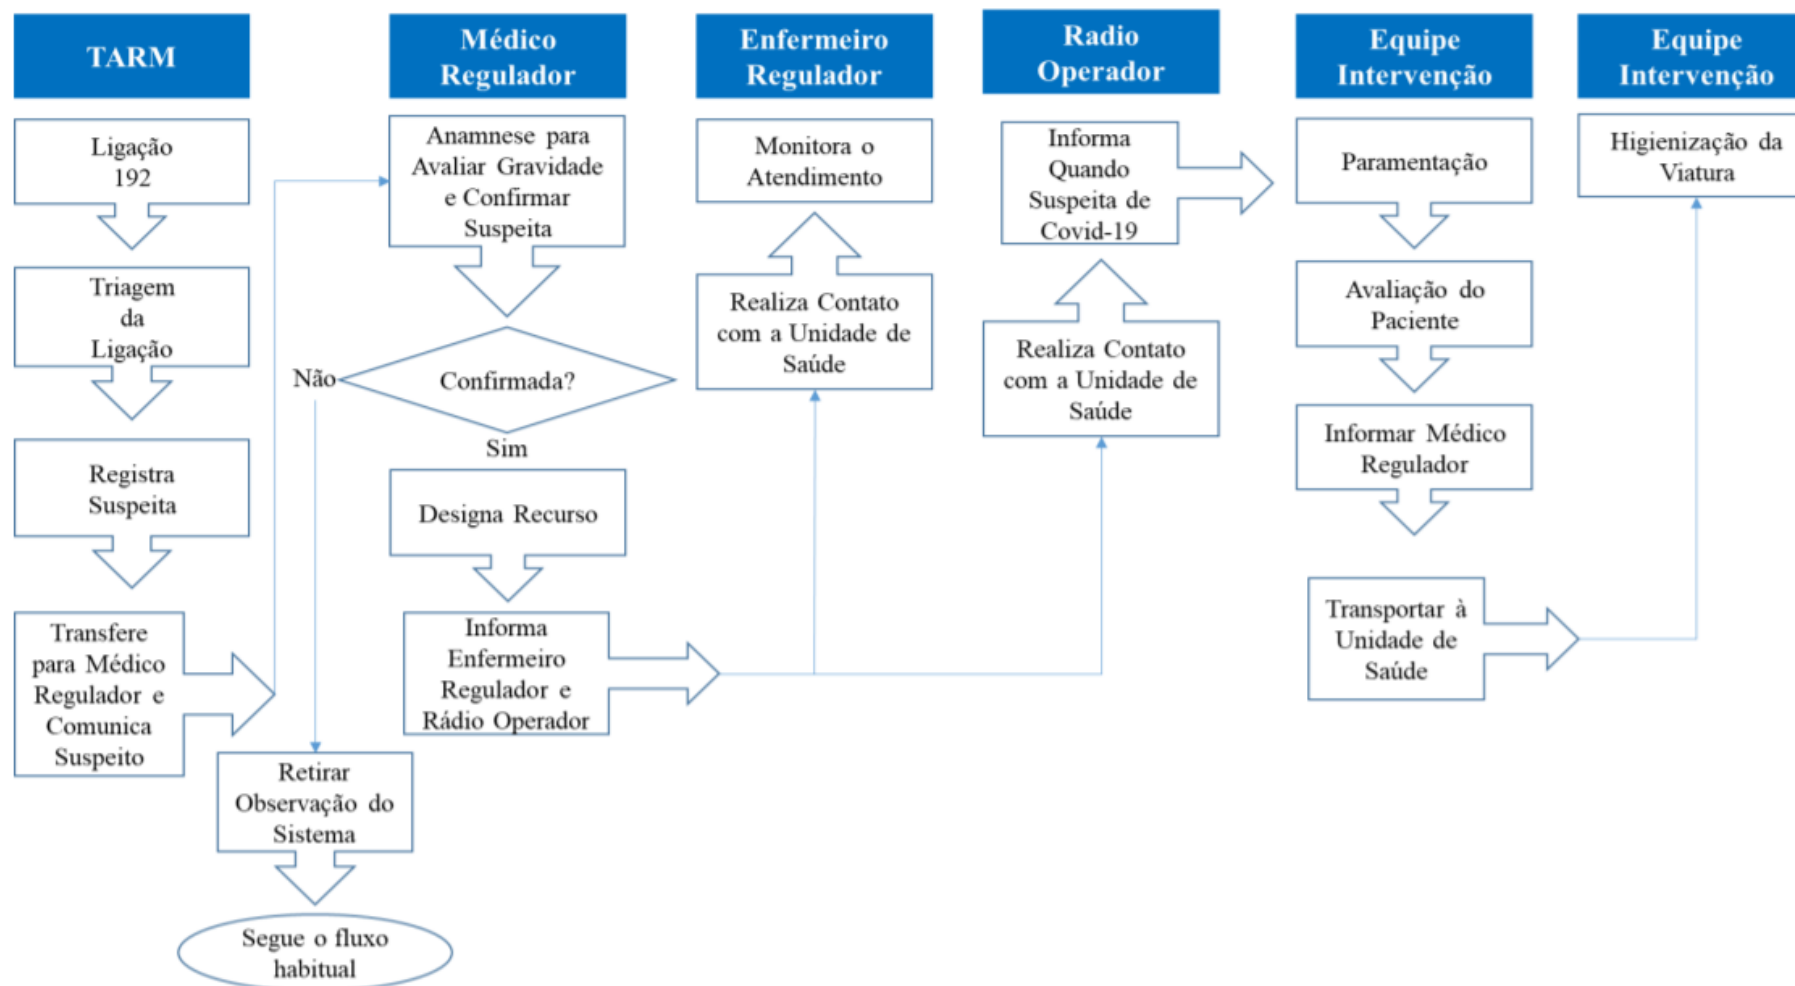 TARM
Ligação
192
Triagem
da
Ligação
Registra
Suspeita
Transfere
para Médico
Regulador e
Comunica
Suspeito
Médico
Regulador
Anamnese para
Avaliar Gravidade
e Confirmar
Suspeita
Confirmada?
Não
Sim
Designa Recurso
Informa
Enfermeiro
Regulador e
Rádio Operador
Retirar
Observação do
Sistema
Segue o fluxo
habitual
Enfermeiro
Regulador
Monitora o
Atendimento
Realiza Contato
com a Unidade de
Saúde
Radio
Operador
Informa
Quando
Suspeita de
Covid-19
Realiza Contato
com a Unidade de
Saúde
Equipe
Intervenção
Paramentação
Avaliação do
Paciente
Informar Médico
Regulador
Transportar à
Unidade de
Saúde
Equipe
Intervenção
Higienização da
Viatura